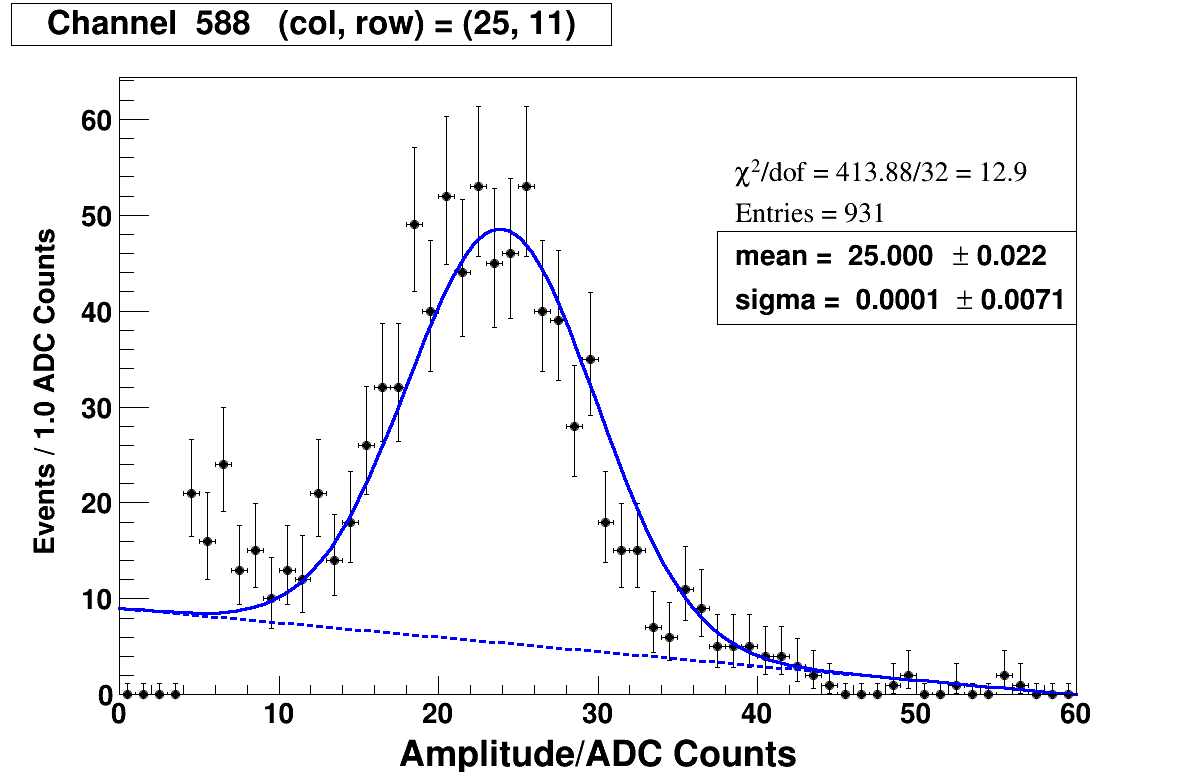 Channel 588 (col, row) = (25, 11)
Events / 1.0 ADC Counts
60
50
40
30
20
10
0
χ²/dof = 413.88/32 = 12.9
Entries = 931
mean = 25.000 ± 0.022
sigma = 0.0001 ± 0.0071
0 10 20 30 40 50 60
Amplitude/ADC Counts